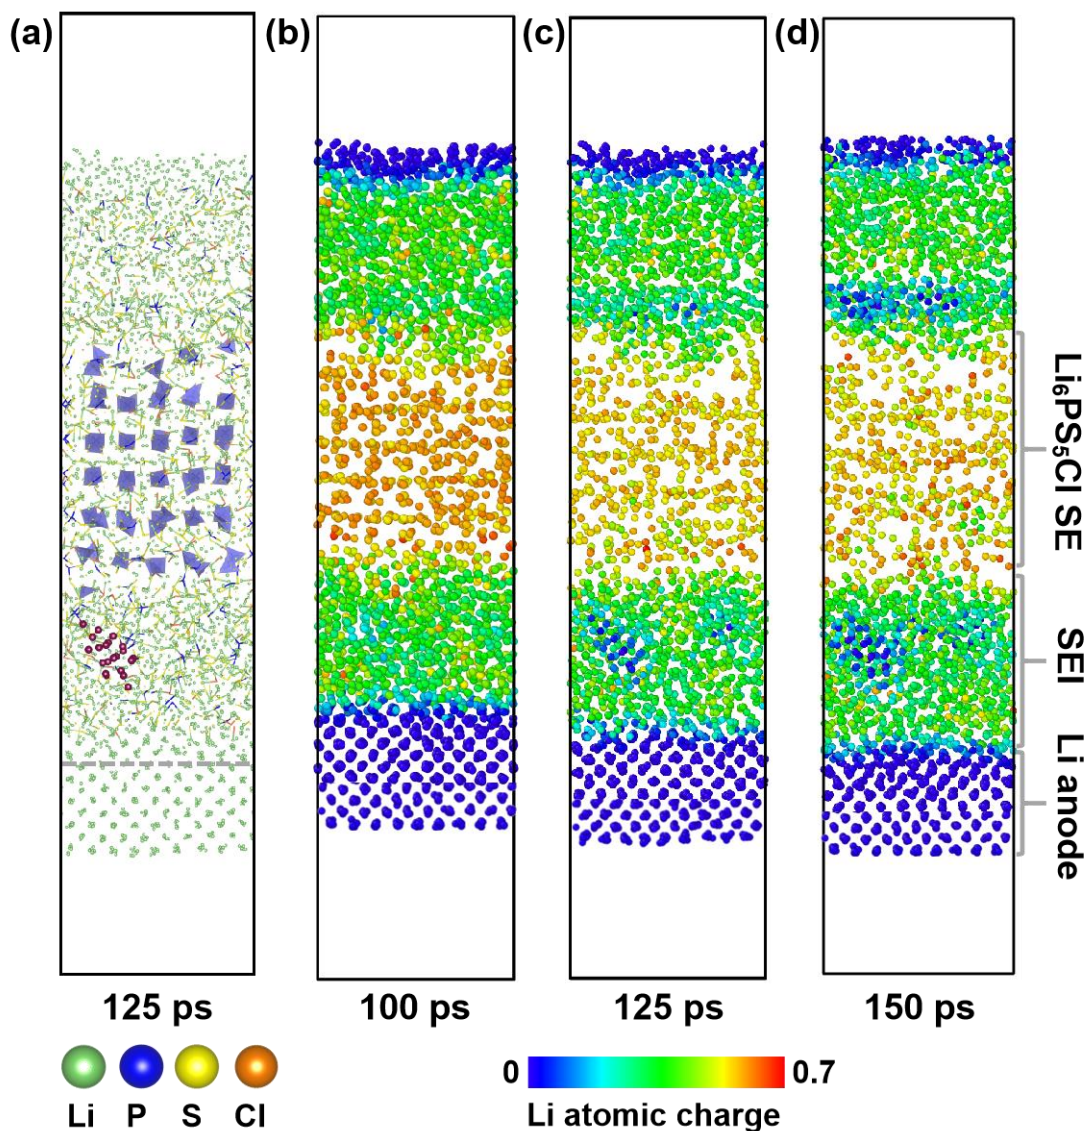 (a) (b) (c) (d)
Li₆PS₅Cl SE
SEI
Li anode
125 ps 100 ps 125 ps 150 ps
Li P S Cl
0 0.7
Li atomic charge